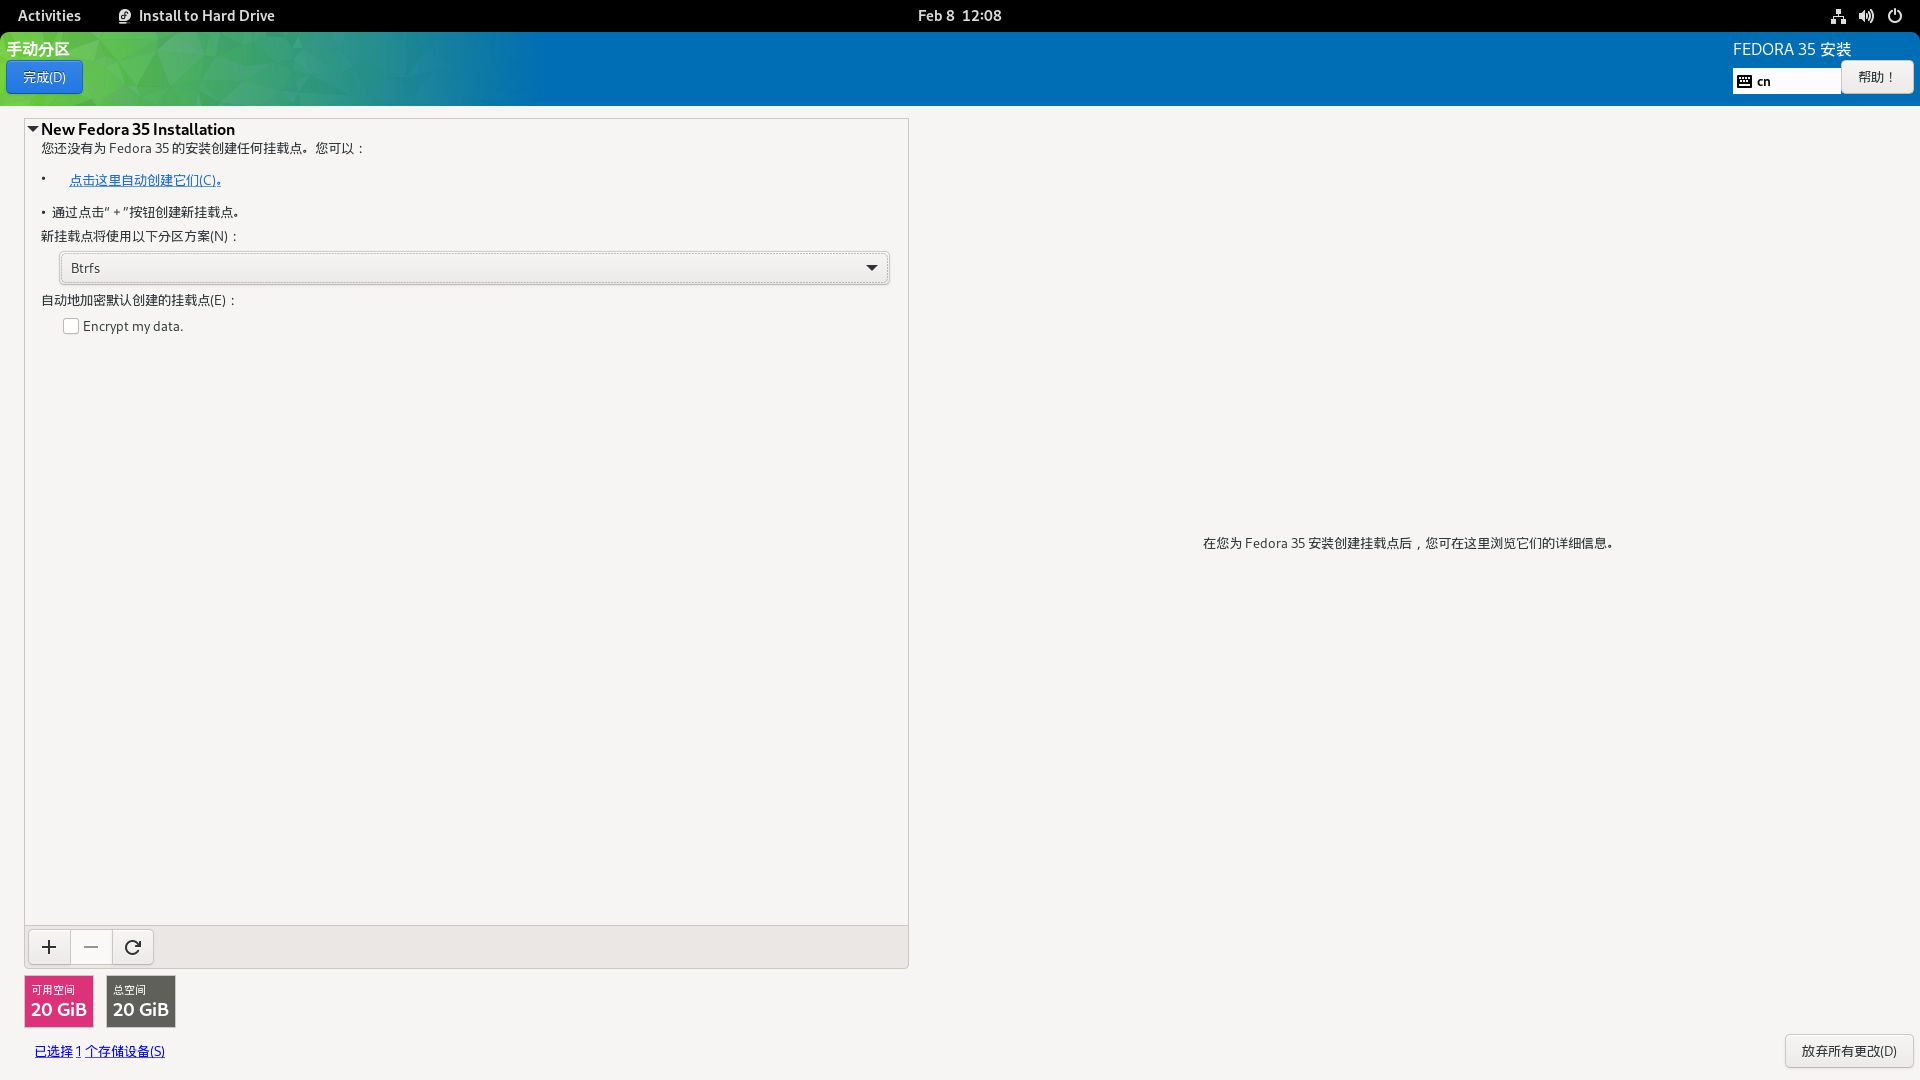 Activities
Install to Hard Drive
Feb 8 12:08
手动分区
完成(D)
FEDORA 35 安装
cn
帮助！
New Fedora 35 Installation
您还没有为 Fedora 35 的安装创建任何挂载点。您可以：
• 点击这里自动创建它们(C)。
• 通过点击“ + ”按钮创建新挂载点。
新挂载点将使用以下分区方案(N)：
Btrfs
自动地加密默认创建的挂载点(E)：
Encrypt my data.
在您为 Fedora 35 安装创建挂载点后，您可在这里浏览它们的详细信息。
可用空间
20 GiB
总空间
20 GiB
已选择 1 个存储设备(S)
放弃所有更改(D)